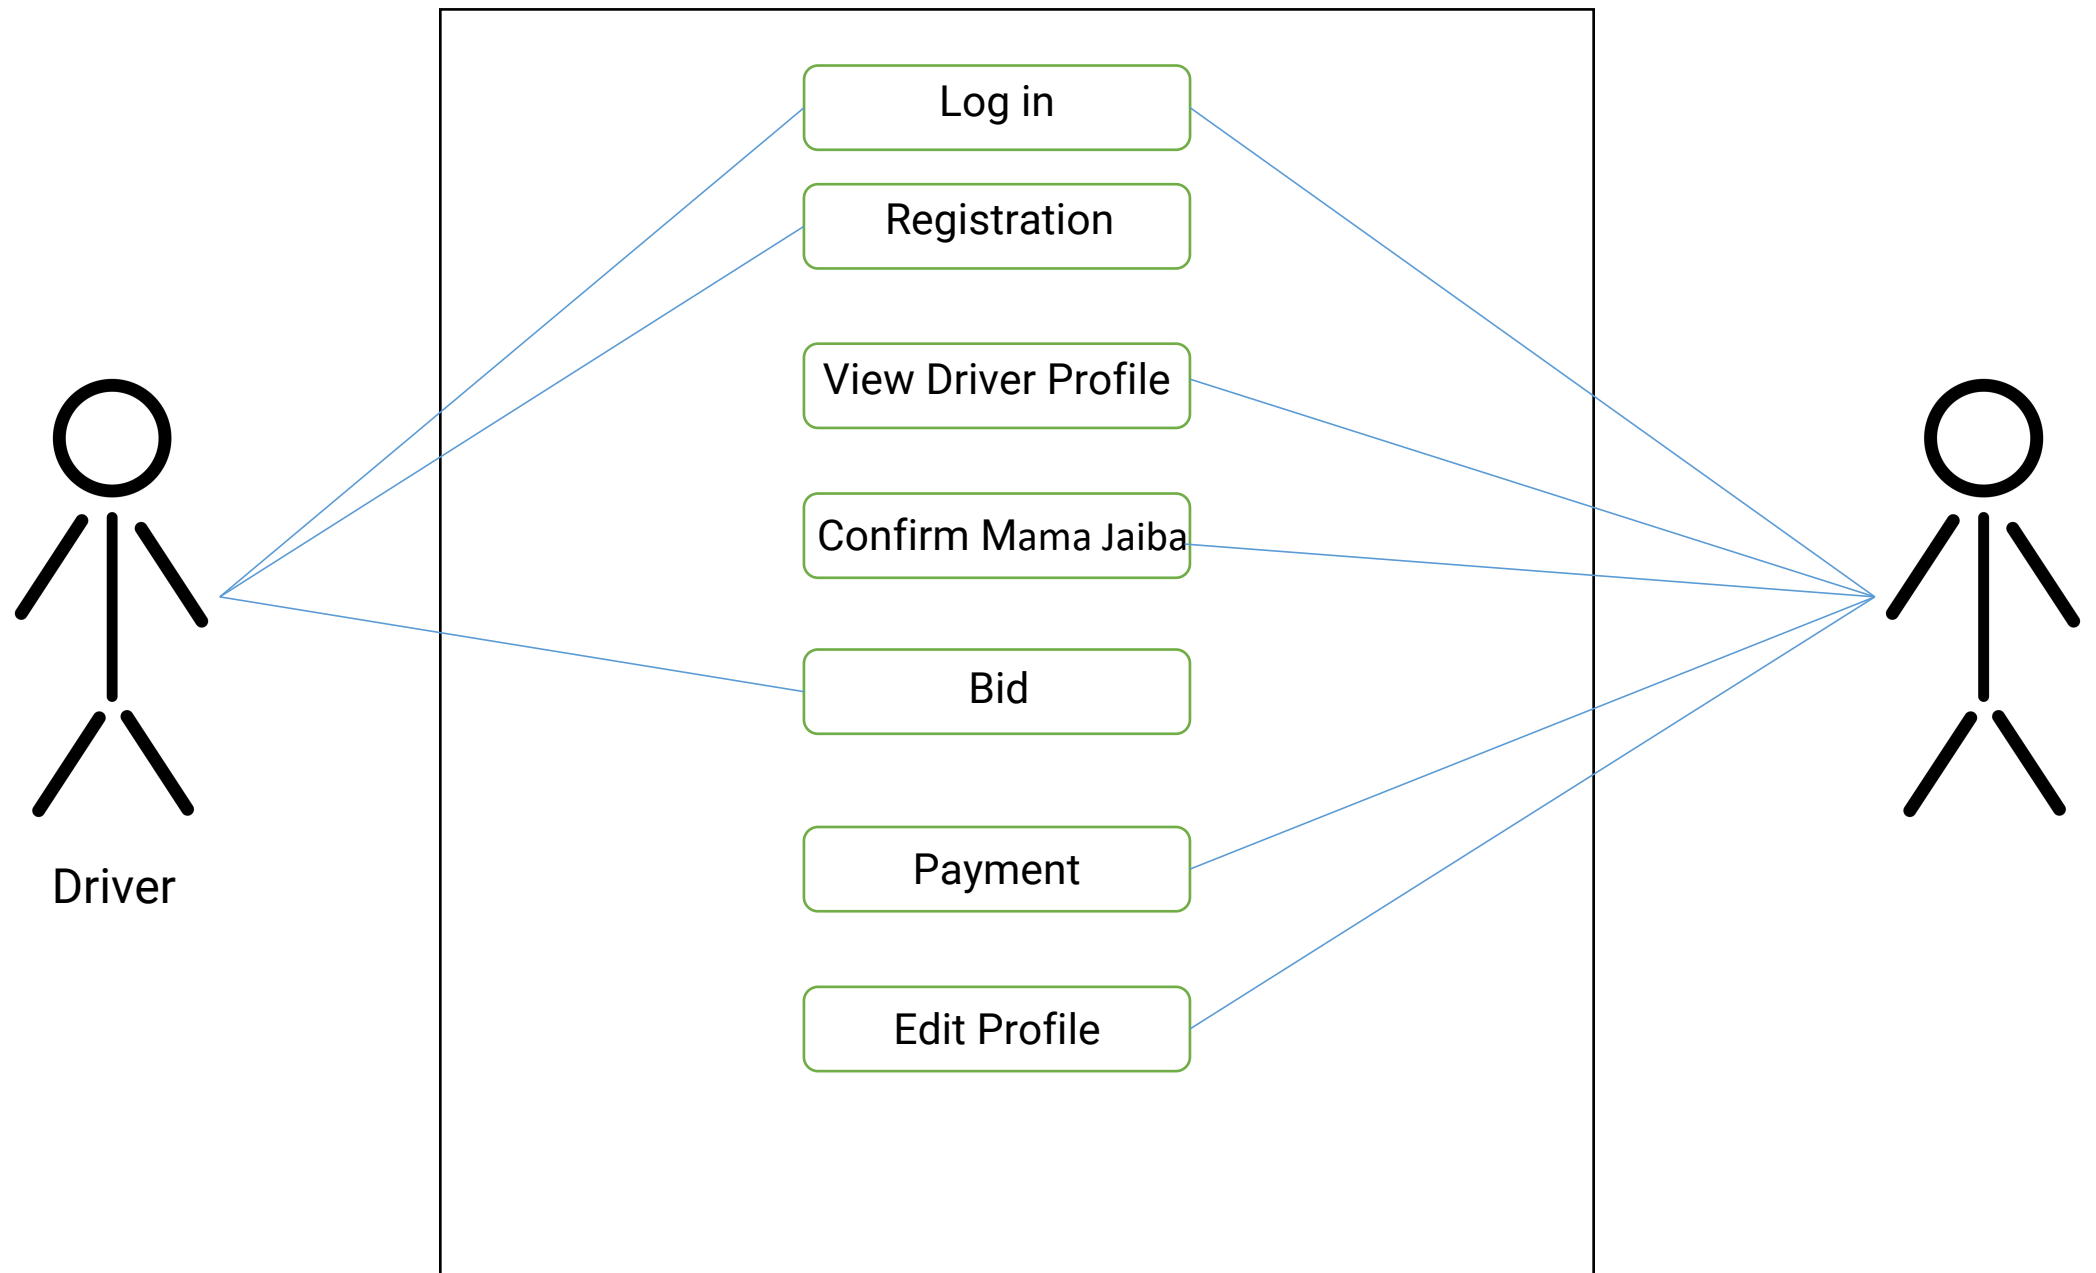 Log in
Registration
View Driver Profile
Confirm Mama Jaiba
Bid
Payment
Driver
Edit Profile